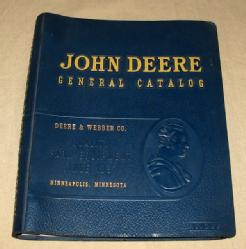 JOHN DEERE
GENERAL CATALOG
DEERE & WEBBER CO.
MINNEAPOLIS, MINNESOTA